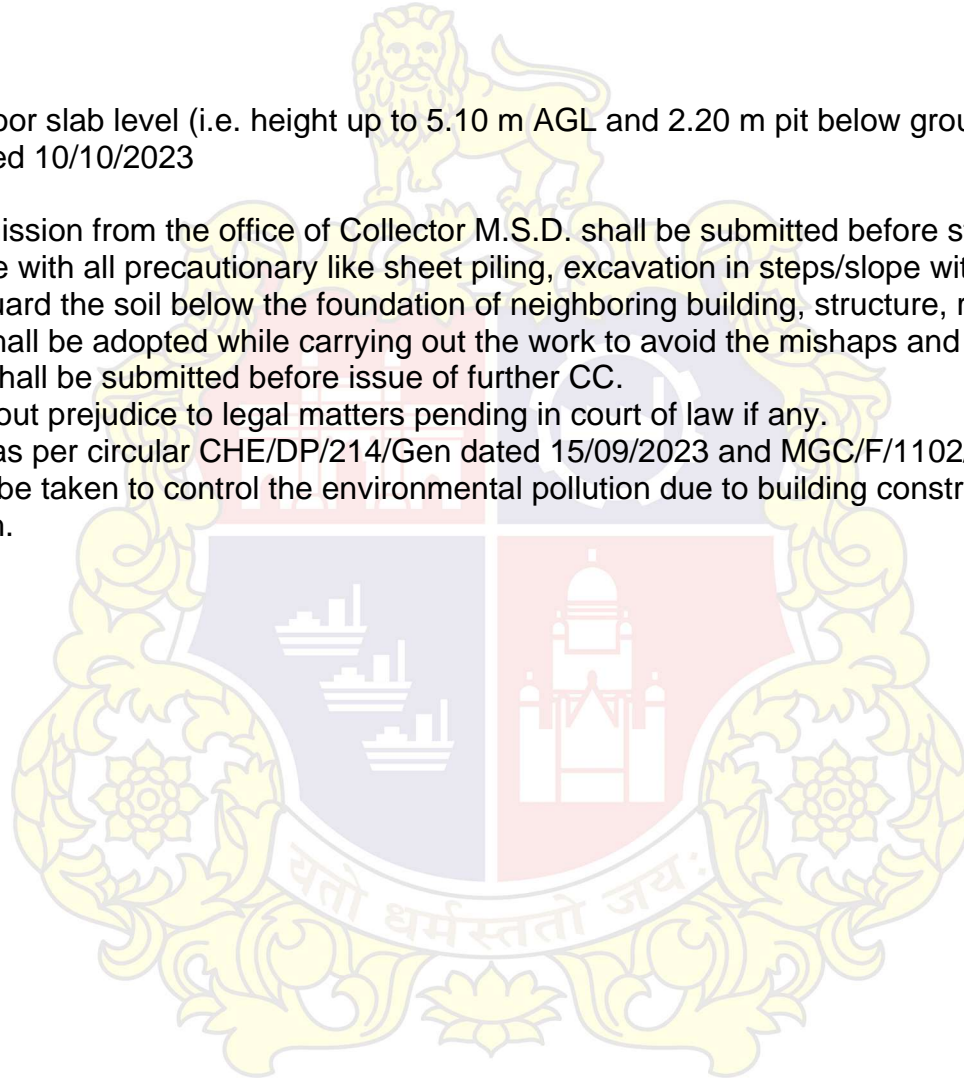 oor slab level (i.e. height up to 5.10 m AGL and 2.20 m pit below grou
ed 10/10/2023
ission from the office of Collector M.S.D. shall be submitted before s
e with all precautionary like sheet piling, excavation in steps/slope wit
uard the soil below the foundation of neighboring building, structure,
hall be adopted while carrying out the work to avoid the mishaps and
shall be submitted before issue of further CC.
out prejudice to legal matters pending in court of law if any.
as per circular CHE/DP/214/Gen dated 15/09/2023 and MGC/F/1102/
be taken to control the environmental pollution due to building constr
n.
यतो धर्मस्ततो जय: